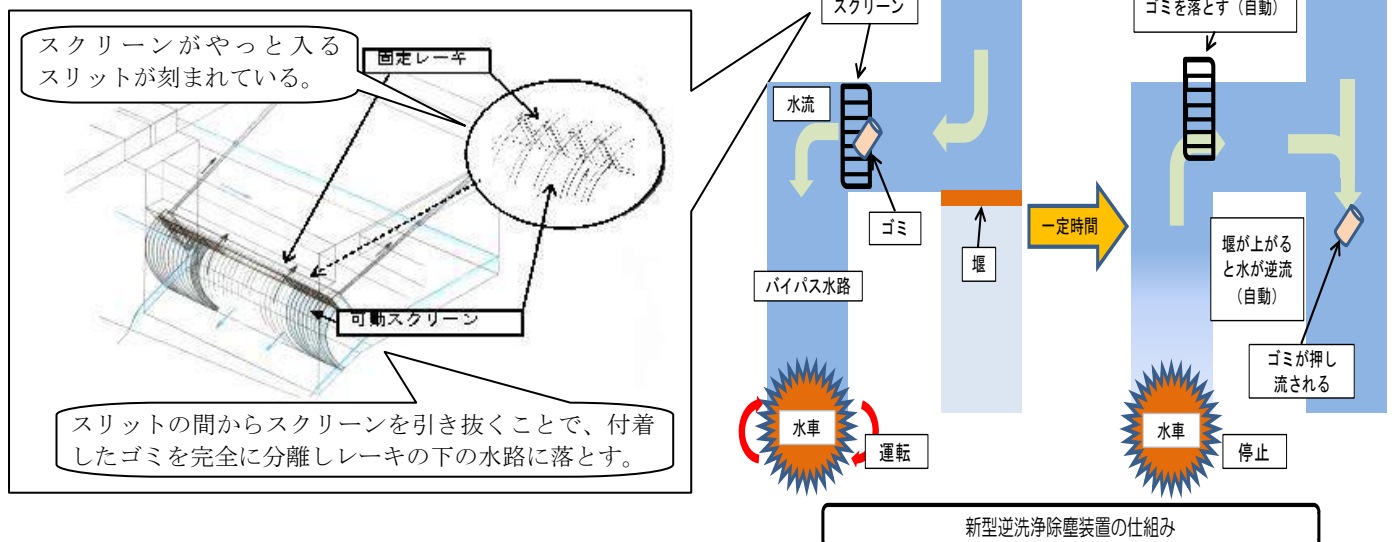 スクリーンがやっと入る
スリットが刻まれている。
固定レーキ
可動スクリーン
スリットの間からスクリーンを引き抜くことで、付着
したゴミを完全に分離しレーキの下の水路に落とす。
スクリーン
水流
ゴミ
堰
バイパス水路
水車
運転
一定時間
ゴミを落とす（自動）
堰が上がる
と水が逆流
（自動）
ゴミが押し
流される
水車
停止
新型逆洗浄除塵装置の仕組み